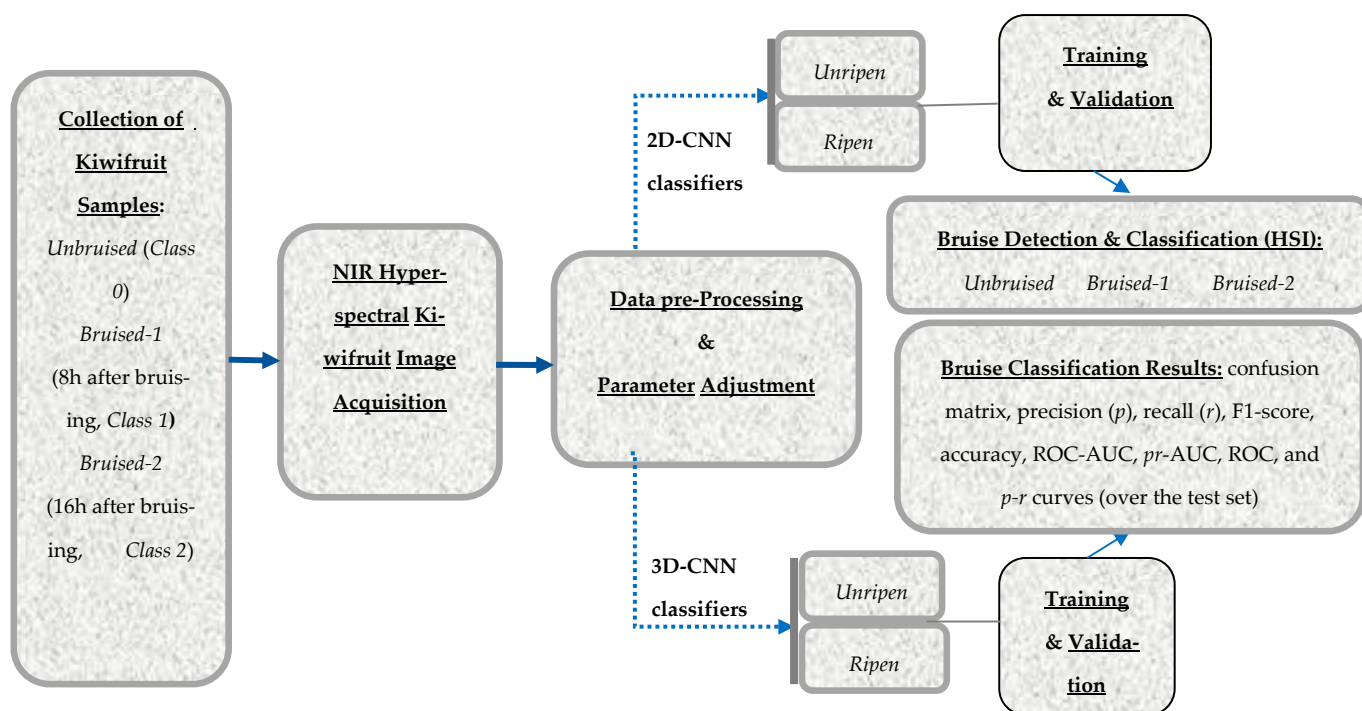 Collection of
Kiwifruit
Samples:
Unbruised (Class
0)
Bruised-1
(8h after bruis-
ing, Class 1)
Bruised-2
(16h after bruis-
ing, Class 2)
NIR Hyper-
spectral Ki-
wifruit Image
Acquisition
Data pre-Processing
&
Parameter Adjustment
2D-CNN
classifiers
Unripen
Ripen
Training
& Validation
Bruise Detection & Classification (HSI):
Unbruised Bruised-1 Bruised-2
Bruise Classification Results: confusion
matrix, precision (p), recall (r), F1-score,
accuracy, ROC-AUC, pr-AUC, ROC, and
p-r curves (over the test set)
3D-CNN
classifiers
Unripen
Ripen
Training
& Valida-
tion